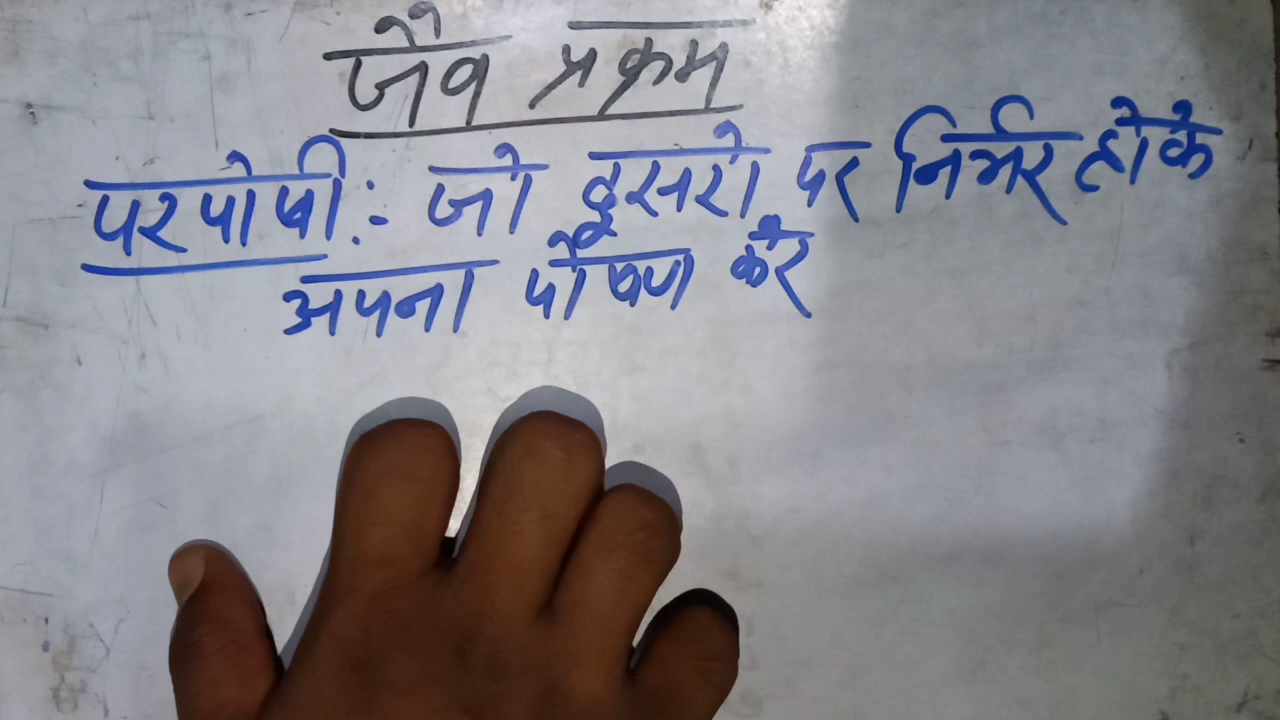 जैव प्रक्रम
परपोषी:- जो दूसरो पर निर्भर होके
अपना पोषण करे